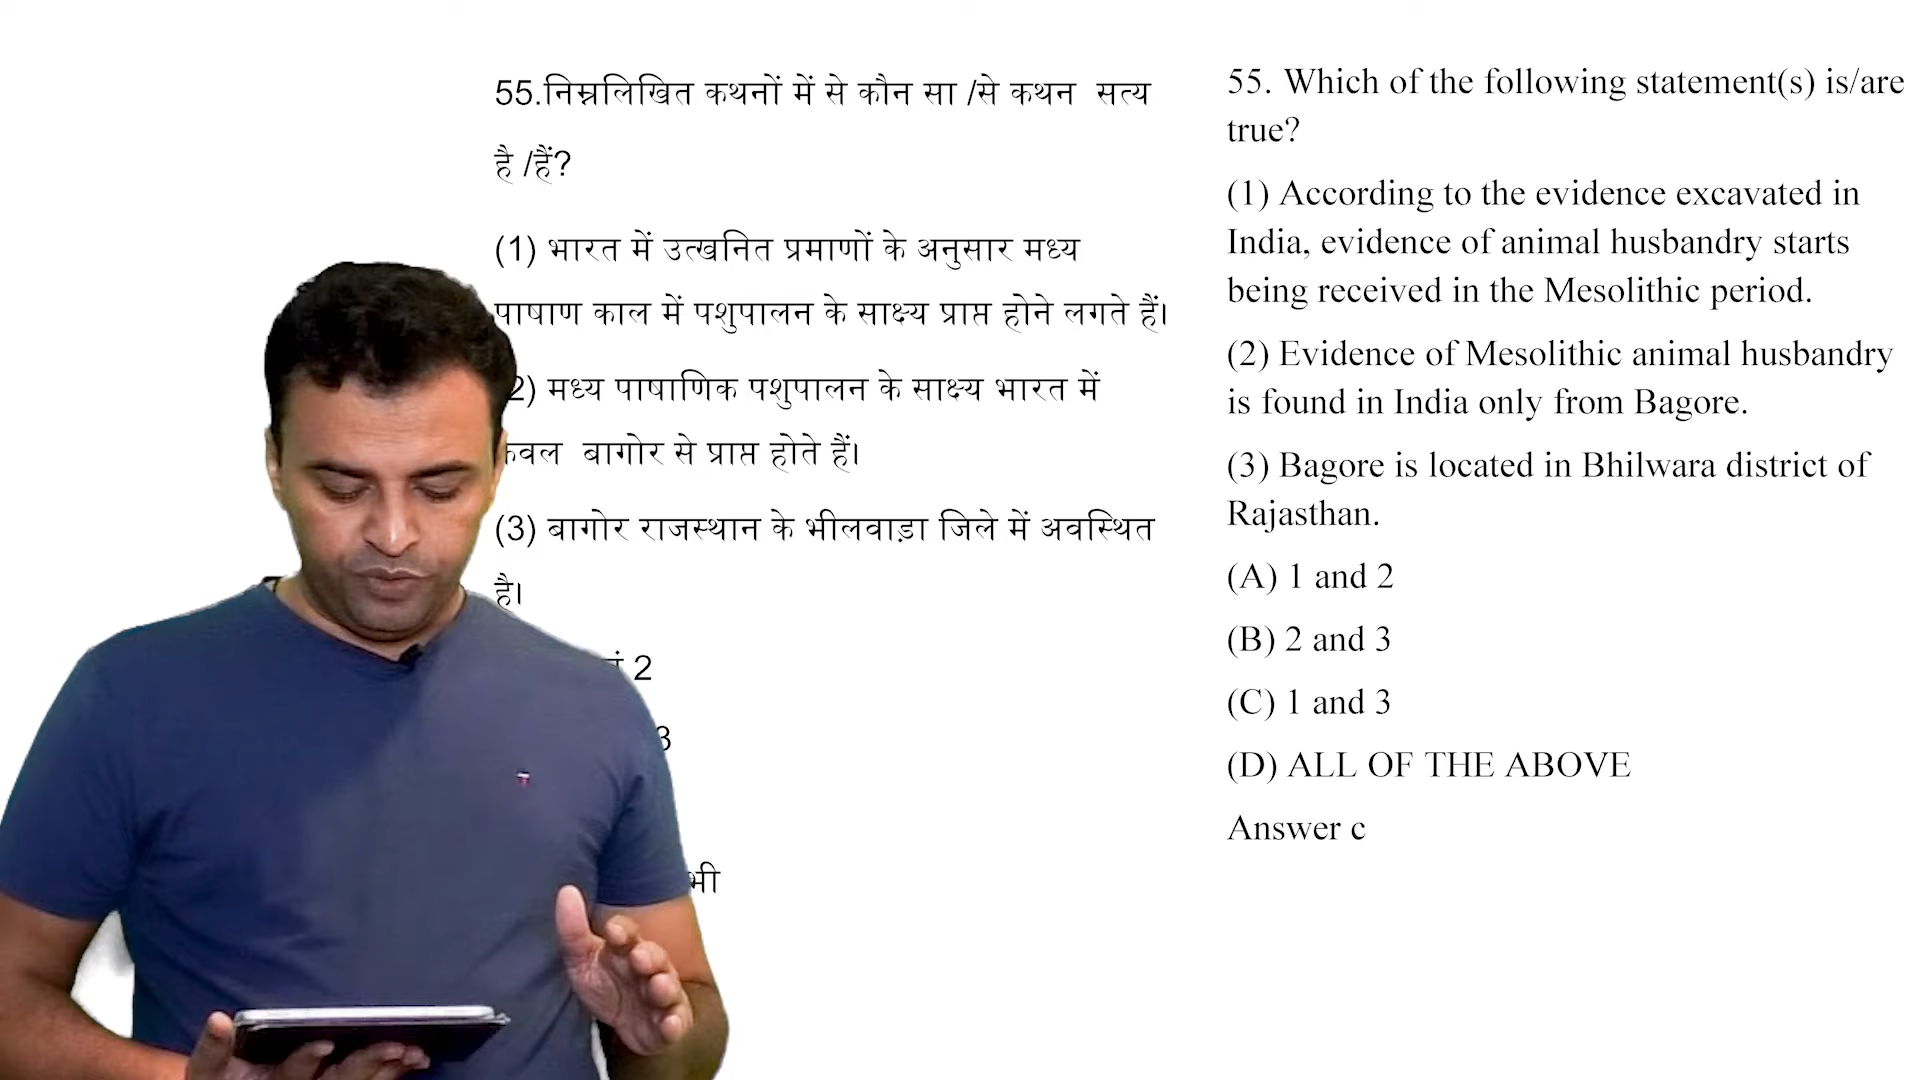 55.निम्नलिखित कथनों में से कौन सा /से कथन सत्य
है /हैं?
(1) भारत में उत्खनित प्रमाणों के अनुसार मध्य
पाषाण काल में पशुपालन के साक्ष्य प्राप्त होने लगते हैं।
2) मध्य पाषाणिक पशुपालन के साक्ष्य भारत में
बागोर से प्राप्त होते हैं।
(3) बागोर राजस्थान के भीलवाड़ा जिले में अवस्थित
है।
2
3
55. Which of the following statement(s) is/are
true?
(1) According to the evidence excavated in
India, evidence of animal husbandry starts
being received in the Mesolithic period.
(2) Evidence of Mesolithic animal husbandry
is found in India only from Bagore.
(3) Bagore is located in Bhilwara district of
Rajasthan.
(A) 1 and 2
(B) 2 and 3
(C) 1 and 3
(D) ALL OF THE ABOVE
Answer c